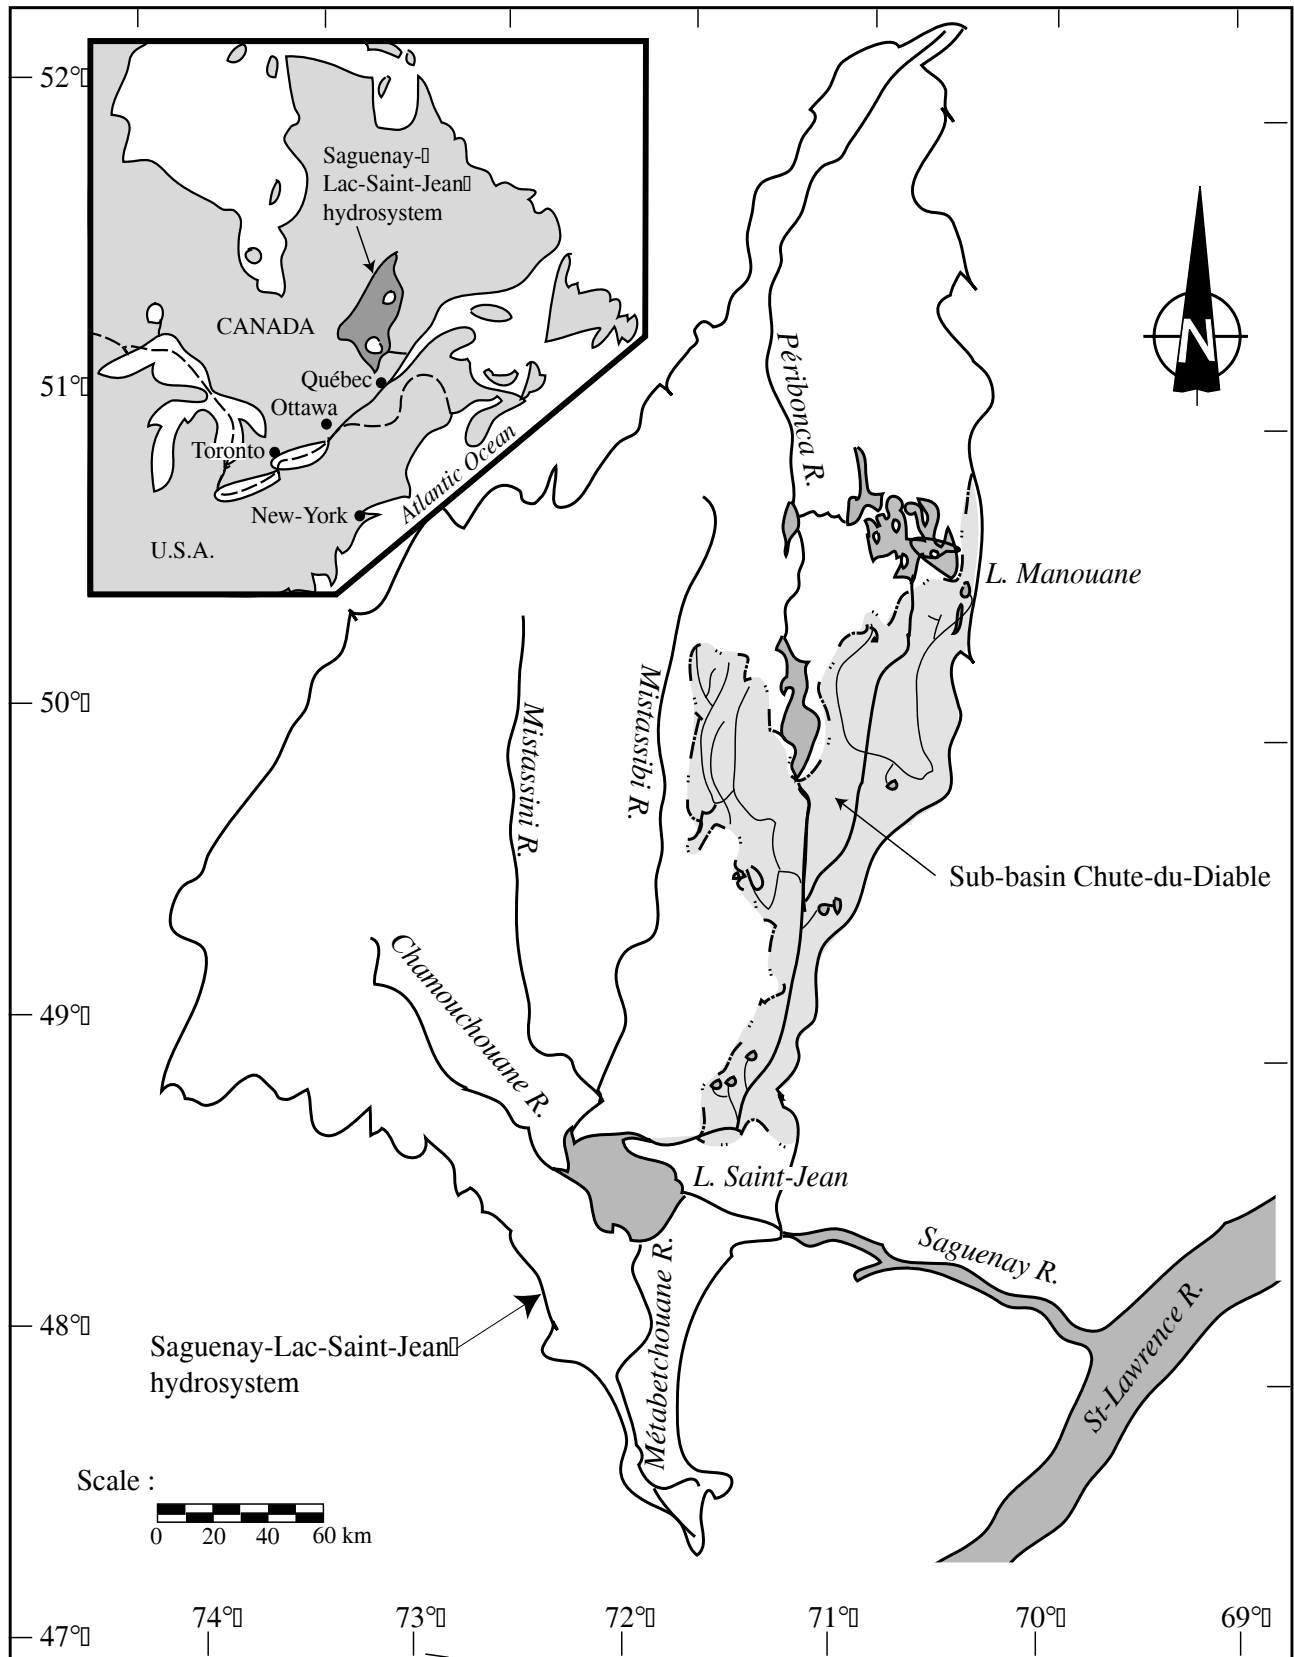 52°
Saguenay-
Lac-Saint-Jean
hydrosystem
CANADA
51°
Québec
Ottawa
Toronto
New-York
U.S.A.
Atlantic Ocean
N
Péribonca R.
L. Manouane
50°
Mistassini R.
Mistassibi R.
Sub-basin Chute-du-Diable
49°
Chamouchouane R.
L. Saint-Jean
Saguenay R.
48°
Métabetchouane R.
St-Lawrence R.
Saguenay-Lac-Saint-Jean
hydrosystem
Scale :
0 20 40 60 km
74° 73° 72° 71° 70° 69°
47°